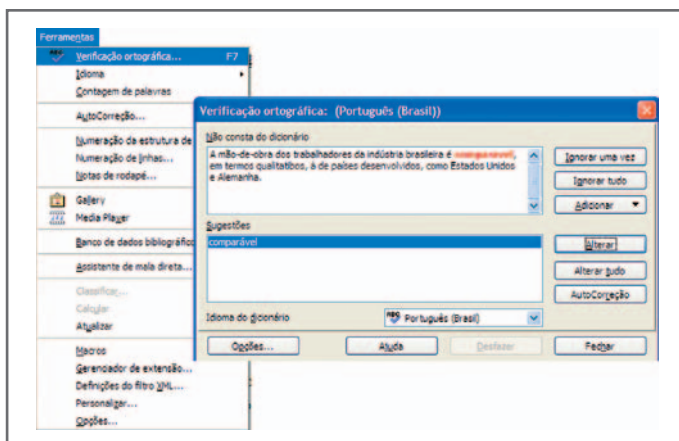 Ferramentas
Verificação ortográfica... F7
Idioma
Contagem de palavras
AutoCorreção...
Numeração da estrutura de
Numeração de linhas...
Notas de rodapé...
Gallery
Media Player
Banco de dados bibliográfico
Assistente de mala direta...
Classificar...
Calcular
Atualizar
Macros
Gerenciador de extensão...
Definições do filtro XML...
Personalizar...
Opções...
Verificação ortográfica: (Português (Brasil))
Não consta do dicionário
A mão-de-obra dos trabalhadores da indústria brasileira é
em termos qualitatibos, à de países desenvolvidos, como Estados Unidos
e Alemanha.
Ignorar uma vez
Ignorar tudo
Adicionar
Sugestões
comparável
Alterar
Alterar tudo
AutoCorreção
Idioma do dicionário
Português (Brasil)
Opções...
Ajuda
Desfazer
Fechar